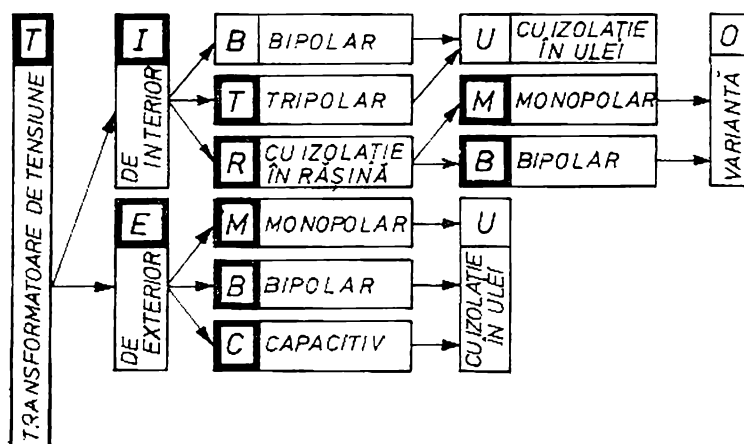 T
TRANSFORMATOARE DE TENSIUNE
I
DE INTERIOR
B BIPOLAR
T TRIPOLAR
R CU IZOLAȚIE
ÎN RĂȘINĂ
U CU IZOLAȚIE
ÎN ULEI
M MONOPOLAR
B BIPOLAR
O
VARIANTĂ
E
DE EXTERIOR
M MONOPOLAR
B BIPOLAR
C CAPACITIV
U
CU IZOLAȚIE
ÎN ULEI